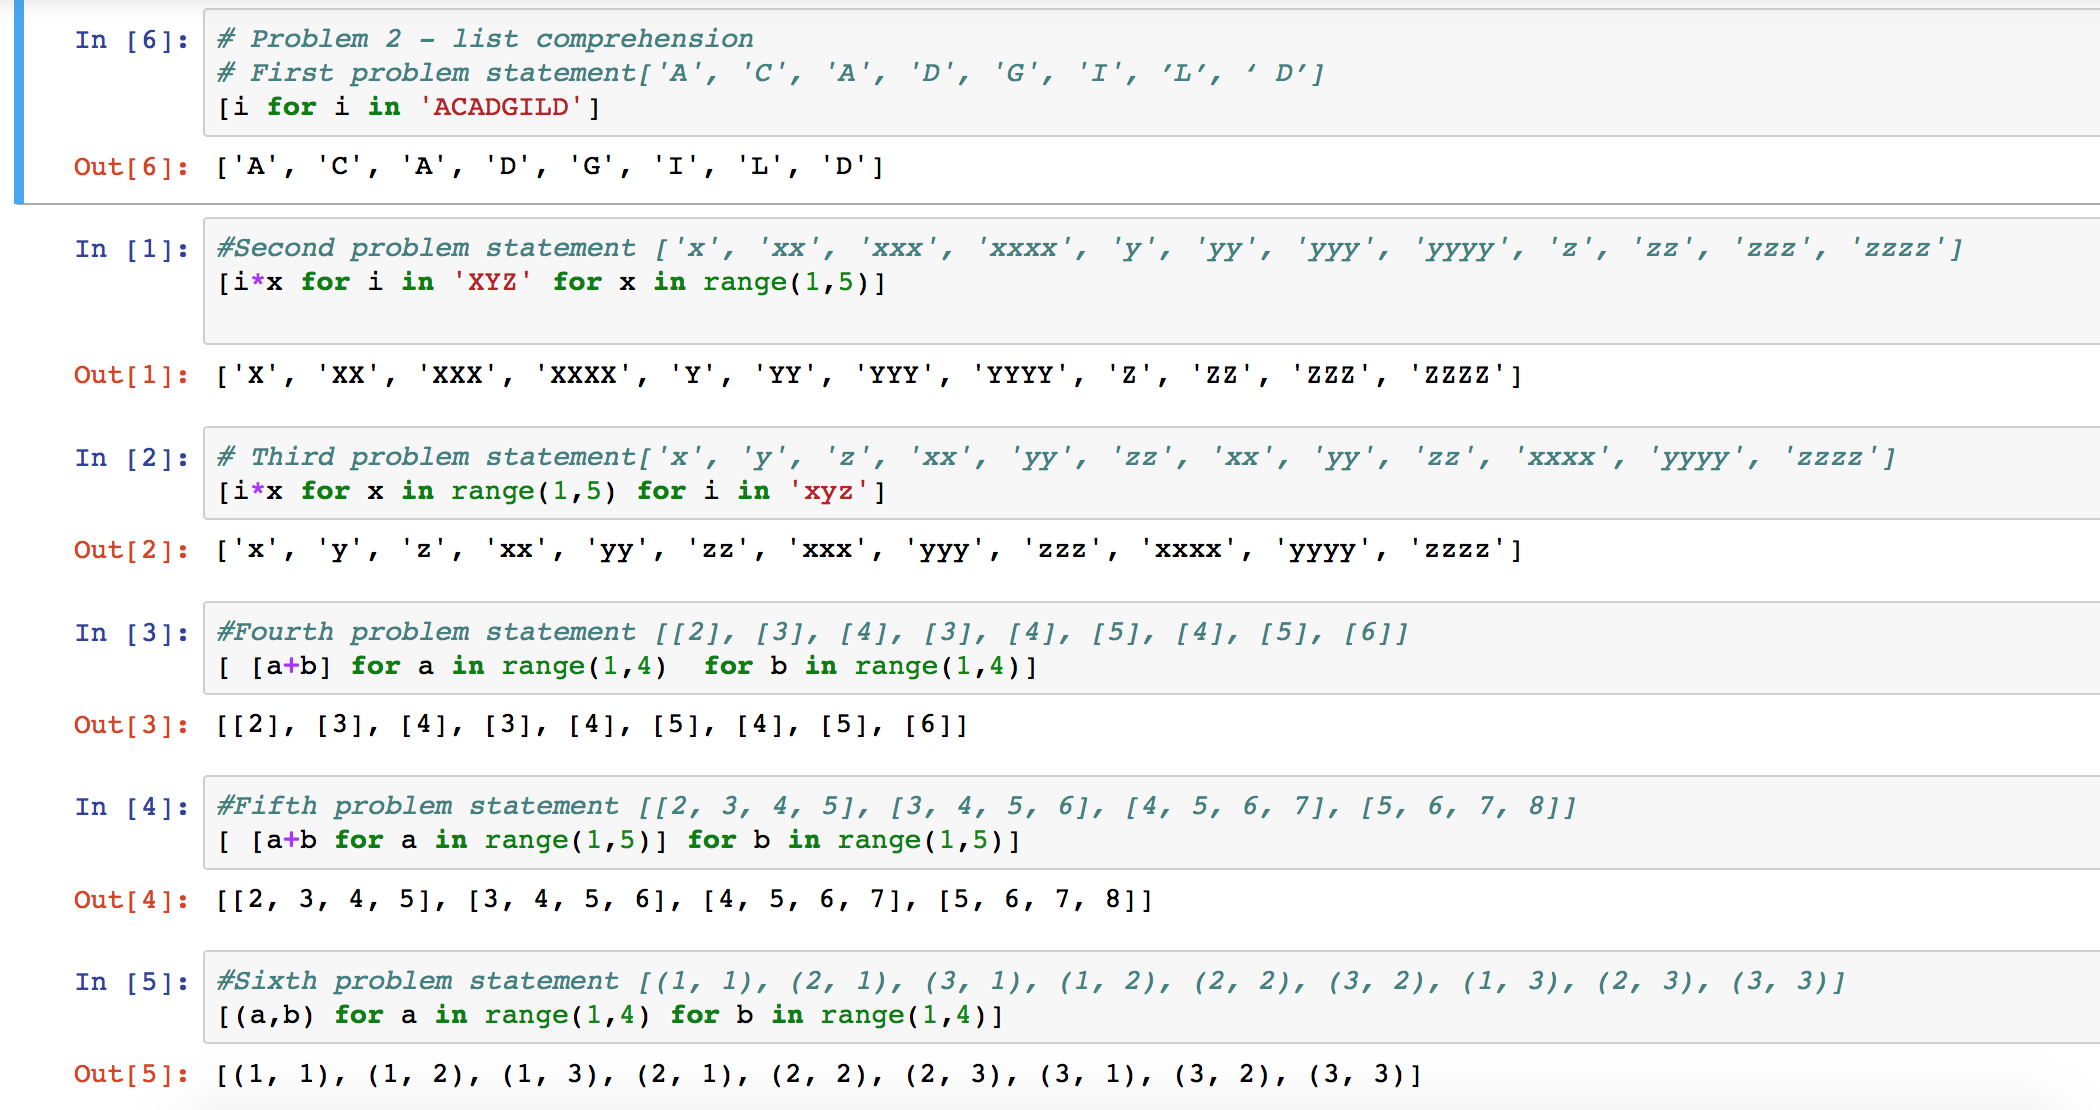 In [6]: # Problem 2 - list comprehension
# First problem statement['A', 'C', 'A', 'D', 'G', 'I', ’L’, ‘ D’]
[i for i in 'ACADGILD']
Out[6]: ['A', 'C', 'A', 'D', 'G', 'I', 'L', 'D']
In [1]: #Second problem statement ['x', 'xx', 'xxx', 'xxxx', 'y', 'yy', 'yyy', 'yyyy', 'z', 'zz', 'zzz', 'zzzz']
[i*x for i in 'XYZ' for x in range(1,5)]
Out[1]: ['X', 'XX', 'XXX', 'XXXX', 'Y', 'YY', 'YYY', 'YYYY', 'Z', 'ZZ', 'ZZZ', 'ZZZZ']
In [2]: # Third problem statement['x', 'y', 'z', 'xx', 'yy', 'zz', 'xx', 'yy', 'zz', 'xxxx', 'yyyy', 'zzzz']
[i*x for x in range(1,5) for i in 'xyz']
Out[2]: ['x', 'y', 'z', 'xx', 'yy', 'zz', 'xxx', 'yyy', 'zzz', 'xxxx', 'yyyy', 'zzzz']
In [3]: #Fourth problem statement [[2], [3], [4], [3], [4], [5], [4], [5], [6]]
[ [a+b] for a in range(1,4)  for b in range(1,4)]
Out[3]: [[2], [3], [4], [3], [4], [5], [4], [5], [6]]
In [4]: #Fifth problem statement [[2, 3, 4, 5], [3, 4, 5, 6], [4, 5, 6, 7], [5, 6, 7, 8]]
[ [a+b for a in range(1,5)] for b in range(1,5)]
Out[4]: [[2, 3, 4, 5], [3, 4, 5, 6], [4, 5, 6, 7], [5, 6, 7, 8]]
In [5]: #Sixth problem statement [(1, 1), (2, 1), (3, 1), (1, 2), (2, 2), (3, 2), (1, 3), (2, 3), (3, 3)]
[(a,b) for a in range(1,4) for b in range(1,4)]
Out[5]: [(1, 1), (1, 2), (1, 3), (2, 1), (2, 2), (2, 3), (3, 1), (3, 2), (3, 3)]